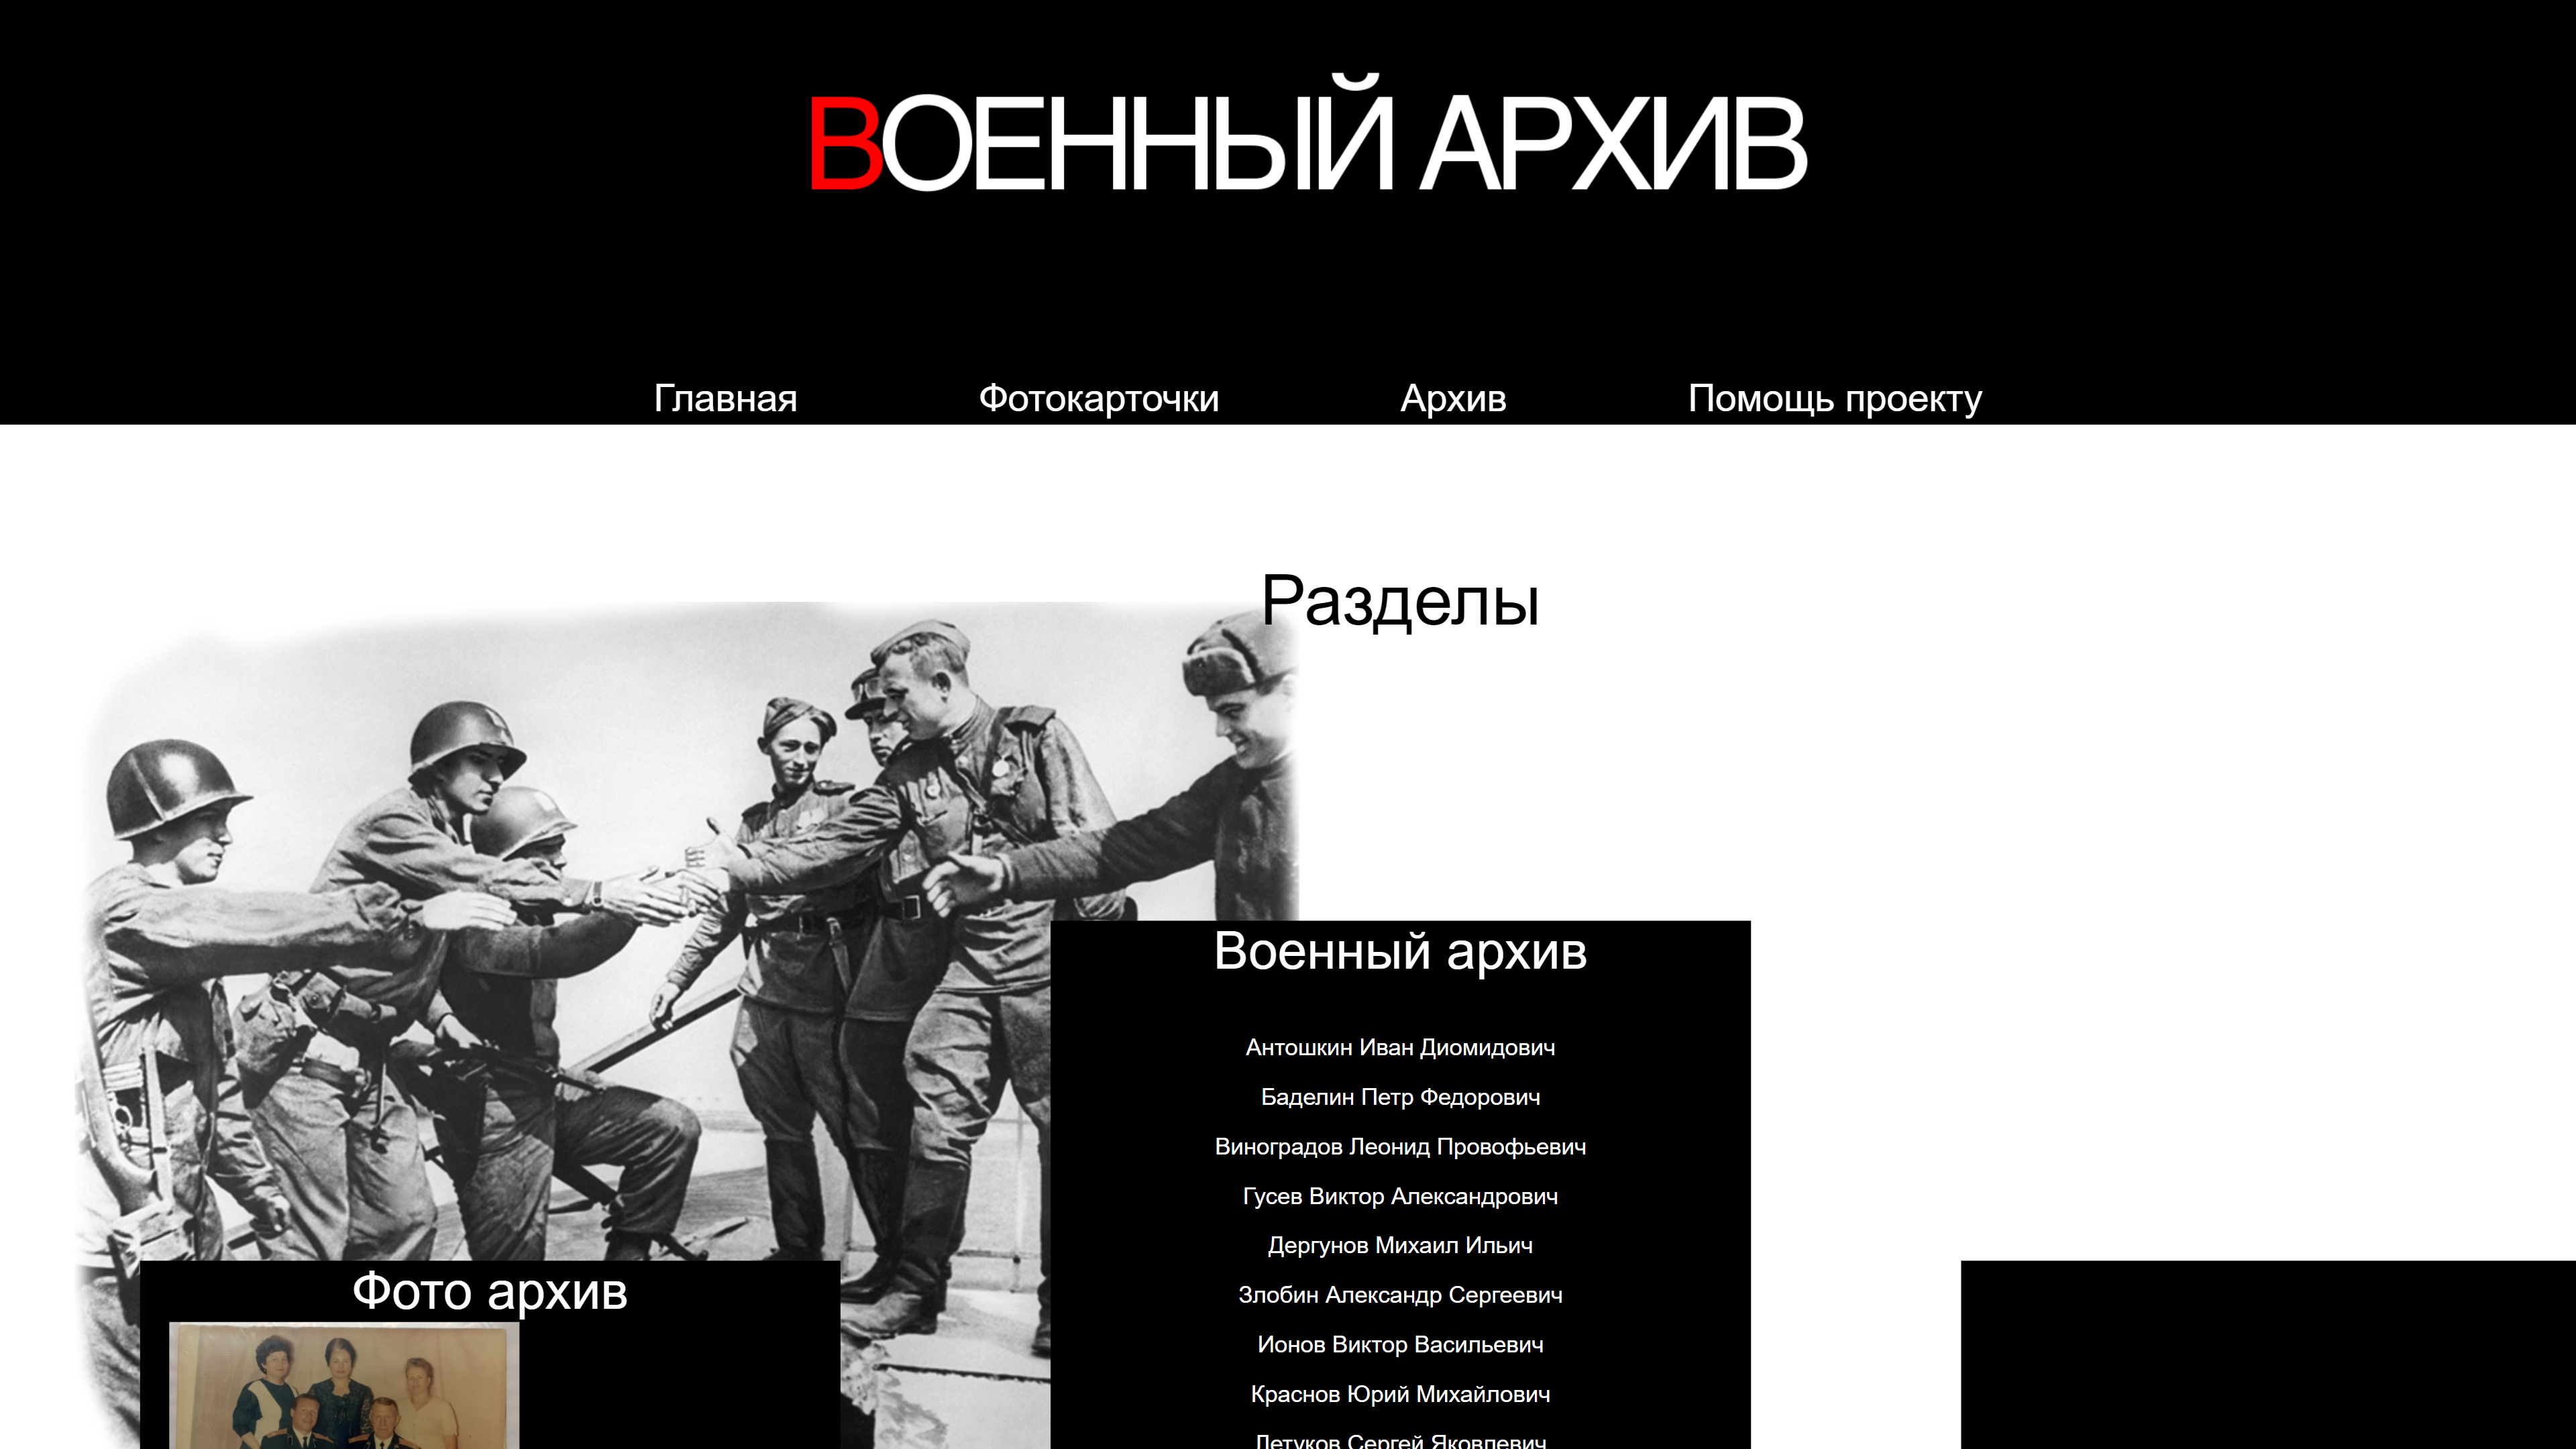 ВОЕННЫЙ АРХИВ
Главная Фотокарточки Архив Помощь проекту
Разделы
Военный архив
Антошкин Иван Диомидович
Баделин Петр Федорович
Виноградов Леонид Провофьевич
Гусев Виктор Александрович
Дергунов Михаил Ильич
Злобин Александр Сергеевич
Ионов Виктор Васильевич
Краснов Юрий Михайлович
Летуков Сергей Яковлевич
Фото архив